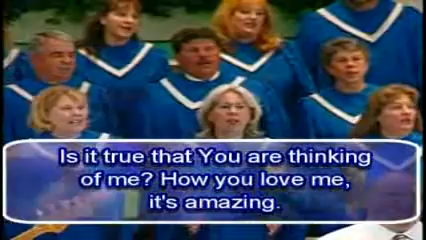 Is it true that You are thinking
of me? How you love me,
it's amazing.